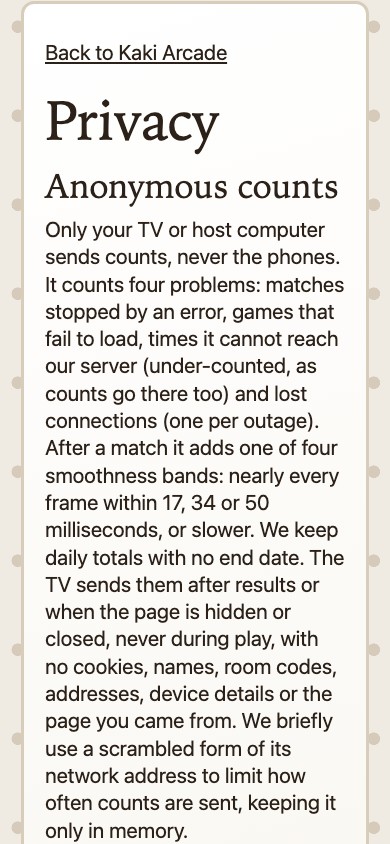 Back to Kaki Arcade
Privacy
Anonymous counts
Only your TV or host computer
sends counts, never the phones.
It counts four problems: matches
stopped by an error, games that
fail to load, times it cannot reach
our server (under-counted, as
counts go there too) and lost
connections (one per outage).
After a match it adds one of four
smoothness bands: nearly every
frame within 17, 34 or 50
milliseconds, or slower. We keep
daily totals with no end date. The
TV sends them after results or
when the page is hidden or
closed, never during play, with
no cookies, names, room codes,
addresses, device details or the
page you came from. We briefly
use a scrambled form of its
network address to limit how
often counts are sent, keeping it
only in memory.